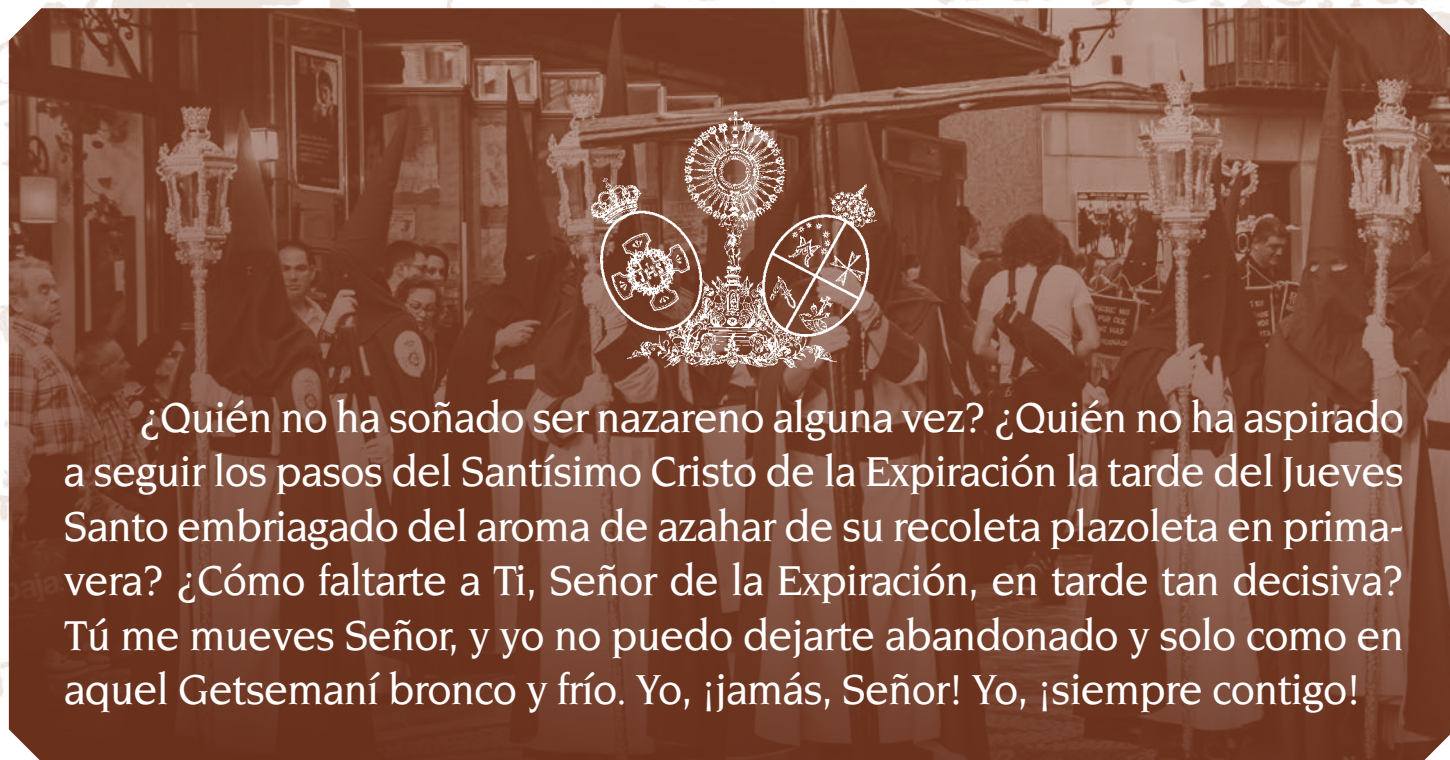 ¿Quién no ha soñado ser nazareno alguna vez? ¿Quién no ha aspirado
a seguir los pasos del Santísimo Cristo de la Expiración la tarde del Jueves
Santo embriagado del aroma de azahar de su recoleta plazoleta en prima-
vera? ¿Cómo faltarte a Ti, Señor de la Expiración, en tarde tan decisiva?
Tú me mueves Señor, y yo no puedo dejarte abandonado y solo como en
aquel Getsemaní bronco y frío. Yo, ¡jamás, Señor! Yo, ¡siempre contigo!